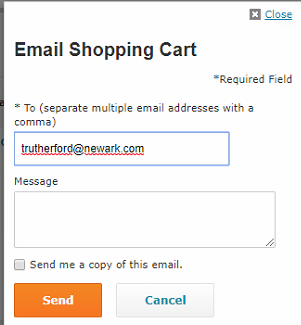 Close
Email Shopping Cart
*Required Field
* To (separate multiple email addresses with a
comma)
trutherford@newark.com
Message
Send me a copy of this email.
Send Cancel